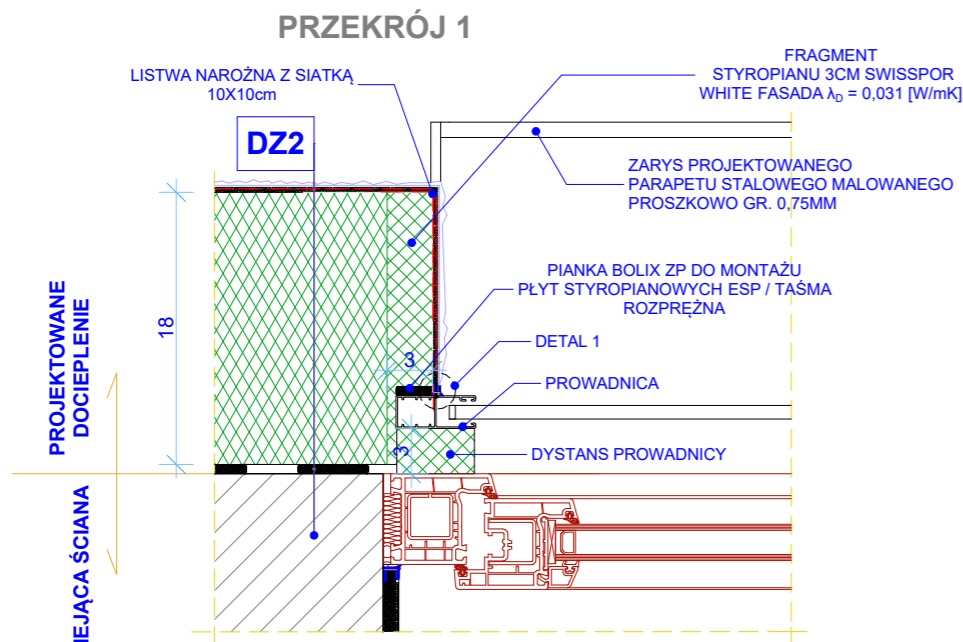 PRZEKRÓJ 1
LISTWA NAROŻNA Z SIATKĄ
10X10cm
FRAGMENT
STYROPIANU 3CM SWISSPOR
WHITE FASADA λD = 0,031 [W/mK]
DZ2
ZARYS PROJEKTOWANEGO
PARAPETU STALOWEGO MALOWANEGO
PROSZKOWO GR. 0,75MM
PIANKA BOLIX ZP DO MONTAŻU
PŁYT STYROPIANOWYCH ESP / TAŚMA
ROZPRĘŻNA
18
3
DETAL 1
PROWADNICA
3
DYSTANS PROWADNICY
PROJEKTOWANE
DOCIEPLENIE
IEJĄCA ŚCIANA